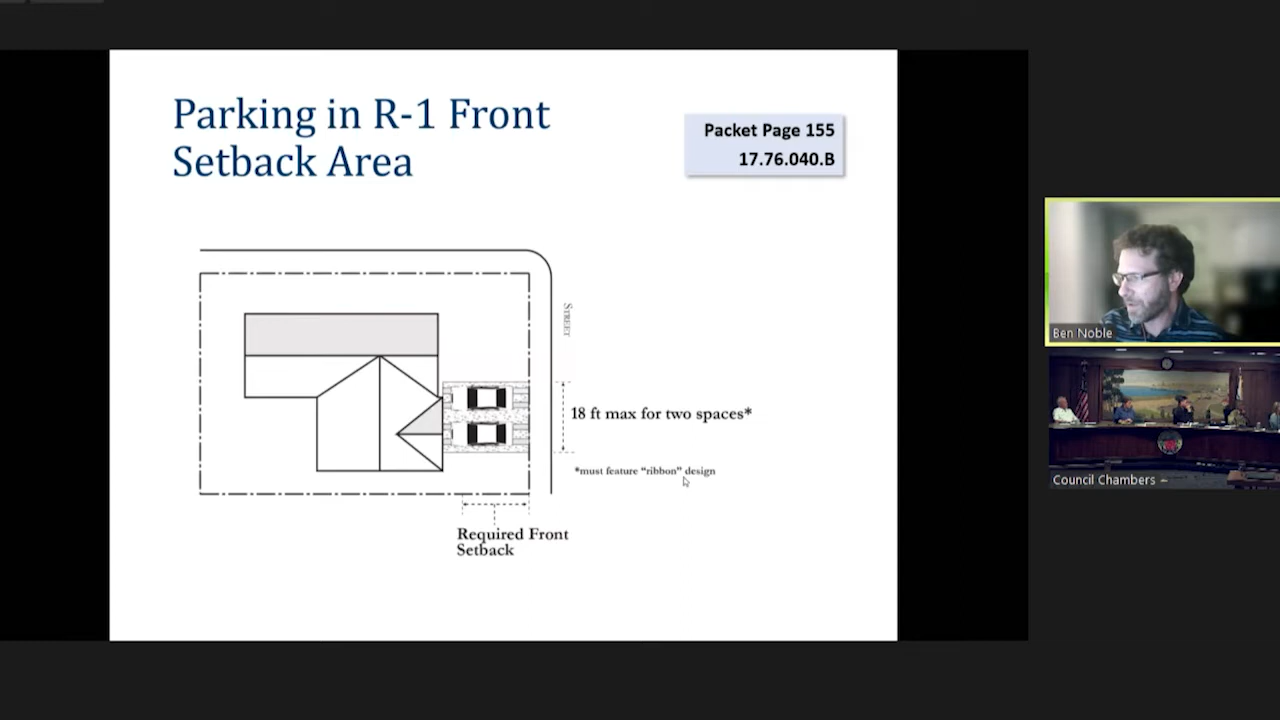 Parking in R-1 Front
Setback Area
Packet Page 155
17.76.040.B
STREET
18 ft max for two spaces*
*must feature “ribbon” design
Required Front
Setback
Ben Noble
Council Chambers ~